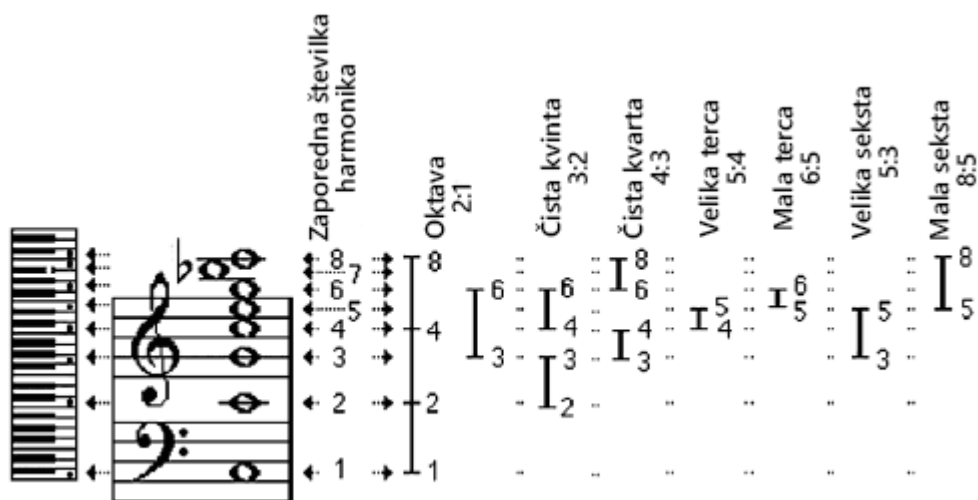 Zaporedna številka
harmonika
Oktava
2:1
Čista kvinta
3:2
Čista kvarta
4:3
Velika terca
5:4
Mala terca
6:5
Velika seksta
5:3
Mala seksta
8:5
8 8 8 8
7
6 6 6 6 6
5 5 5 5 5
4 4 4 4 4
3 3 3 3 3
2 2 2
1 1